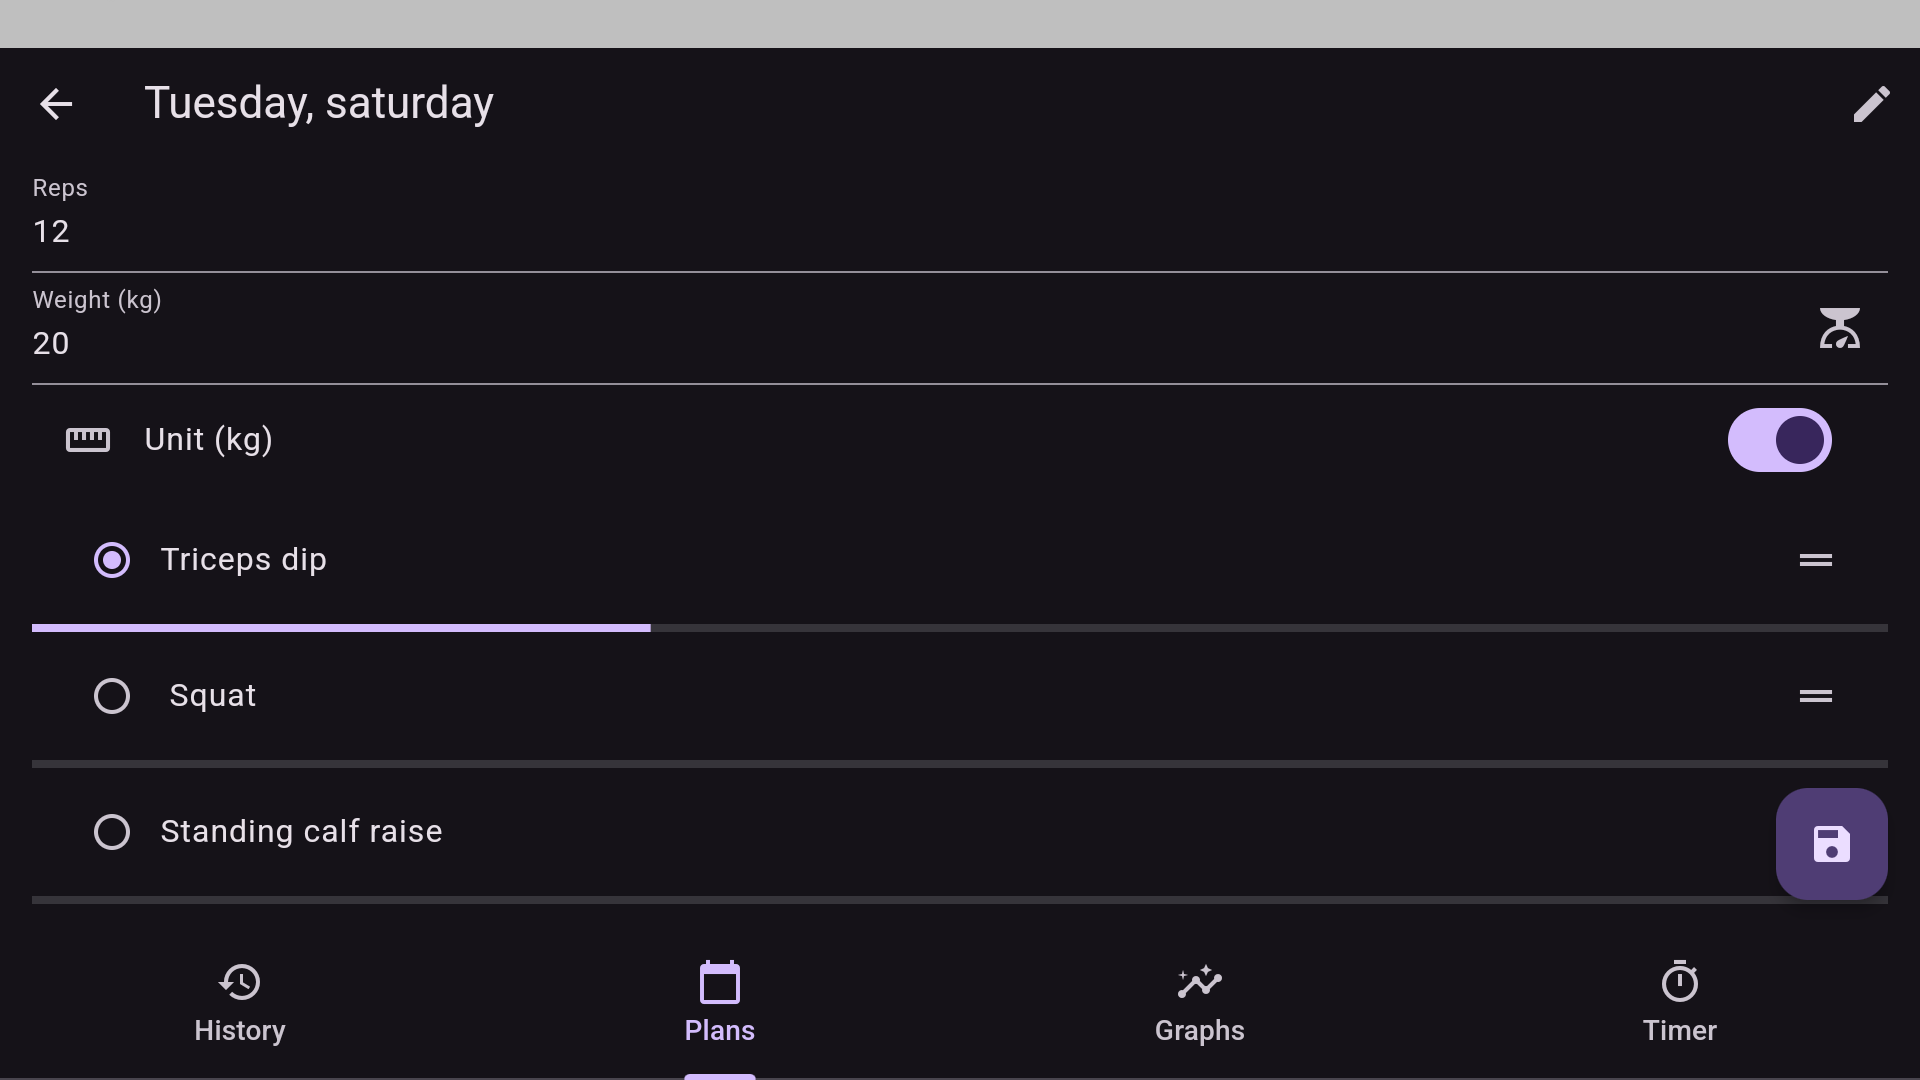 Tuesday, saturday
Reps
12
Weight (kg)
20
Unit (kg)
Triceps dip
Squat
Standing calf raise
History
Plans
Graphs
Timer